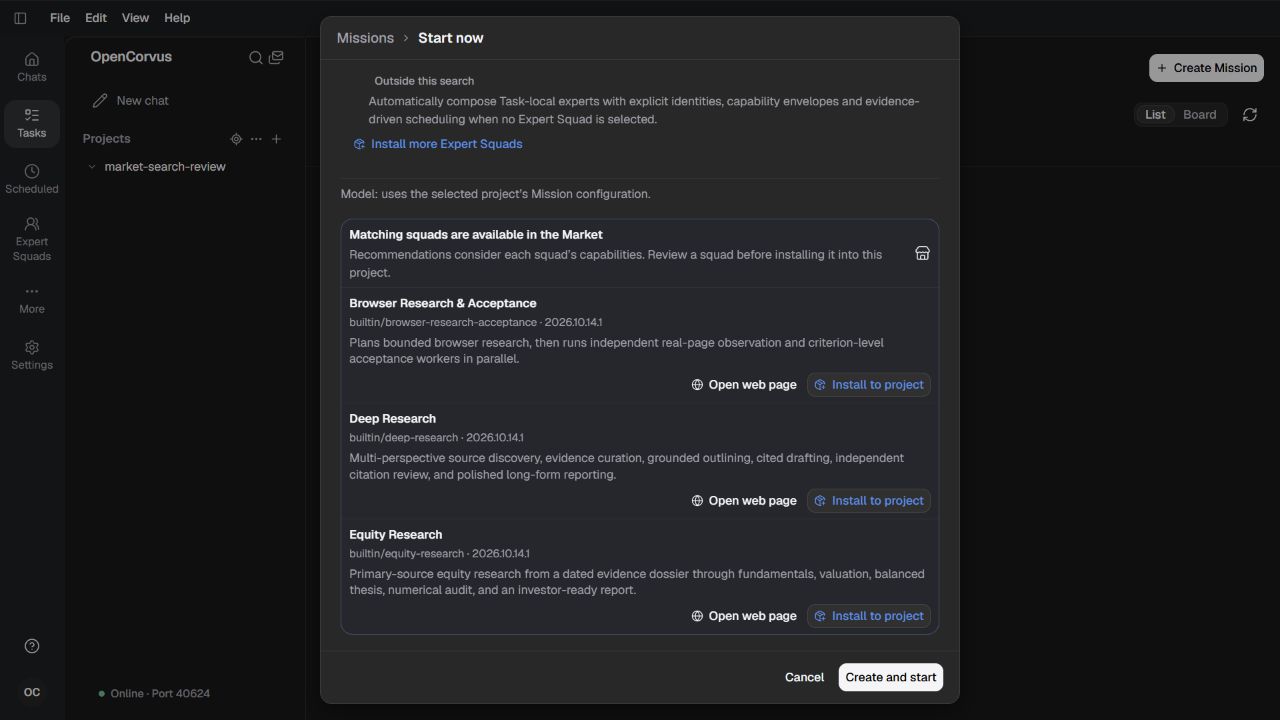 File Edit View Help
Chats
Tasks
Scheduled
Expert
Squads
More
Settings
OC
OpenCorvus
New chat
Projects
market-search-review
Online · Port 40624
Missions › Start now
Outside this search
Automatically compose Task-local experts with explicit identities, capability envelopes and evidence-
driven scheduling when no Expert Squad is selected.
Install more Expert Squads
Model: uses the selected project's Mission configuration.
Matching squads are available in the Market
Recommendations consider each squad's capabilities. Review a squad before installing it into this
project.
Browser Research & Acceptance
builtin/browser-research-acceptance · 2026.10.14.1
Plans bounded browser research, then runs independent real-page observation and criterion-level
acceptance workers in parallel.
Open web page Install to project
Deep Research
builtin/deep-research · 2026.10.14.1
Multi-perspective source discovery, evidence curation, grounded outlining, cited drafting, independent
citation review, and polished long-form reporting.
Open web page Install to project
Equity Research
builtin/equity-research · 2026.10.14.1
Primary-source equity research from a dated evidence dossier through fundamentals, valuation, balanced
thesis, numerical audit, and an investor-ready report.
Open web page Install to project
Cancel Create and start
+ Create Mission
List Board